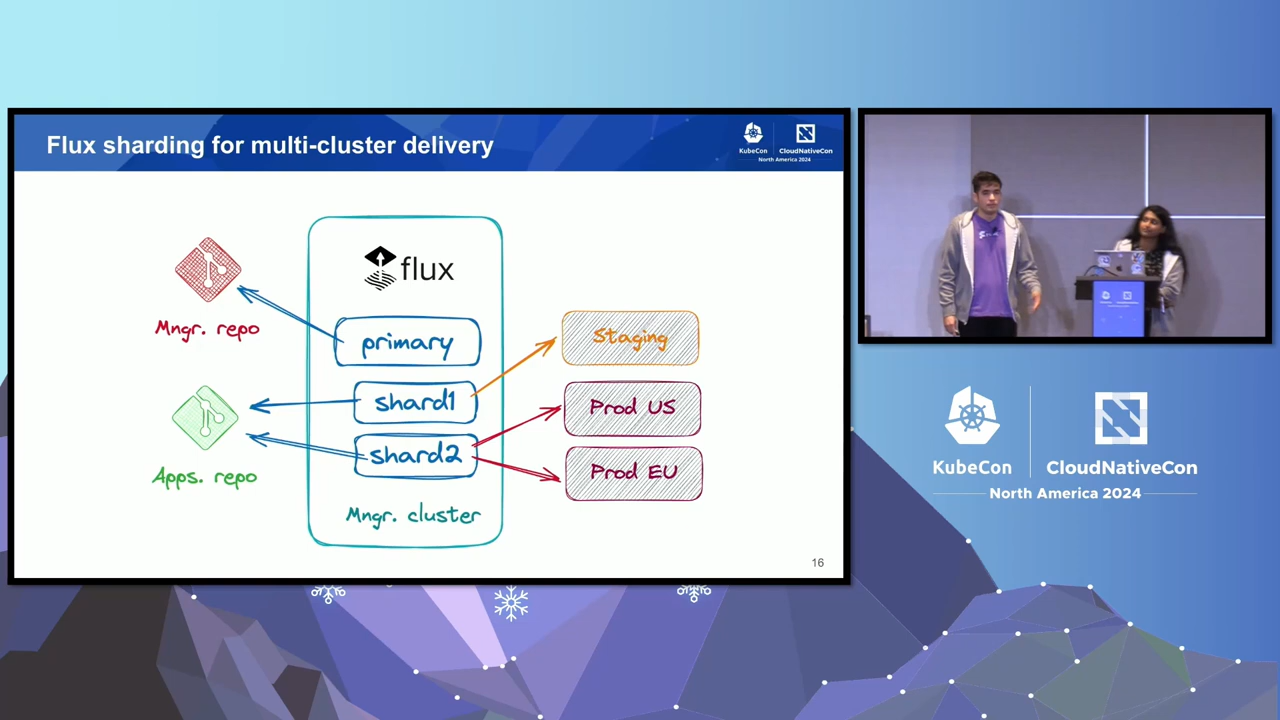 Flux sharding for multi-cluster delivery
KubeCon
CloudNativeCon
North America 2024
flux
Mngr. repo
primary
Staging
shard1
Prod US
shard2
Prod EU
Apps. repo
Mngr. cluster
16
KubeCon
CloudNativeCon
North America 2024